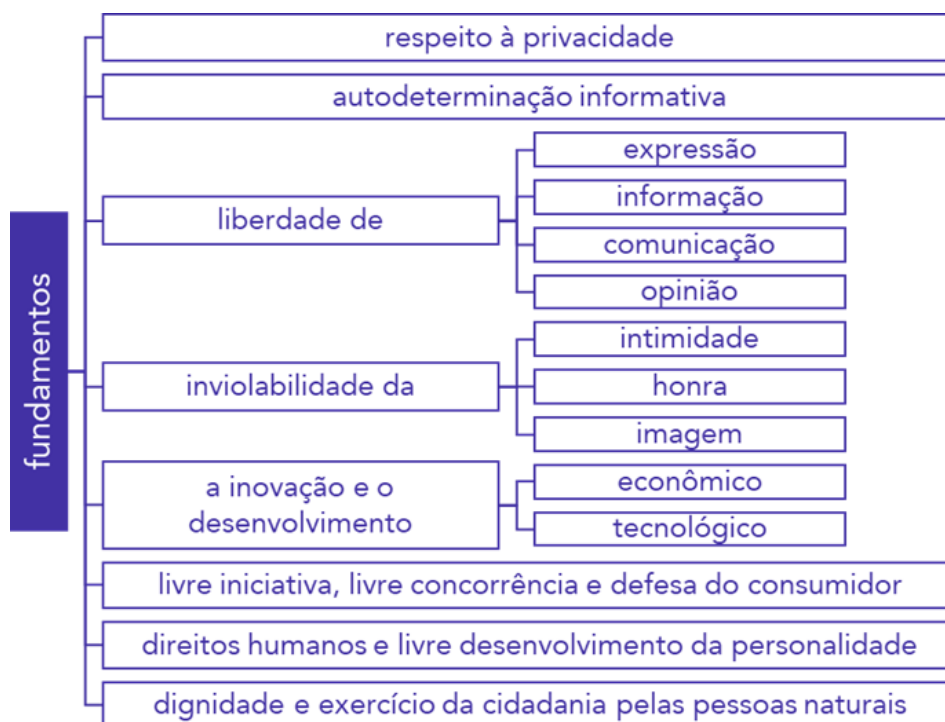 fundamentos
respeito à privacidade
autodeterminação informativa
liberdade de
expressão
informação
comunicação
opinião
inviolabilidade da
intimidade
honra
imagem
a inovação e o
desenvolvimento
econômico
tecnológico
livre iniciativa, livre concorrência e defesa do consumidor
direitos humanos e livre desenvolvimento da personalidade
dignidade e exercício da cidadania pelas pessoas naturais